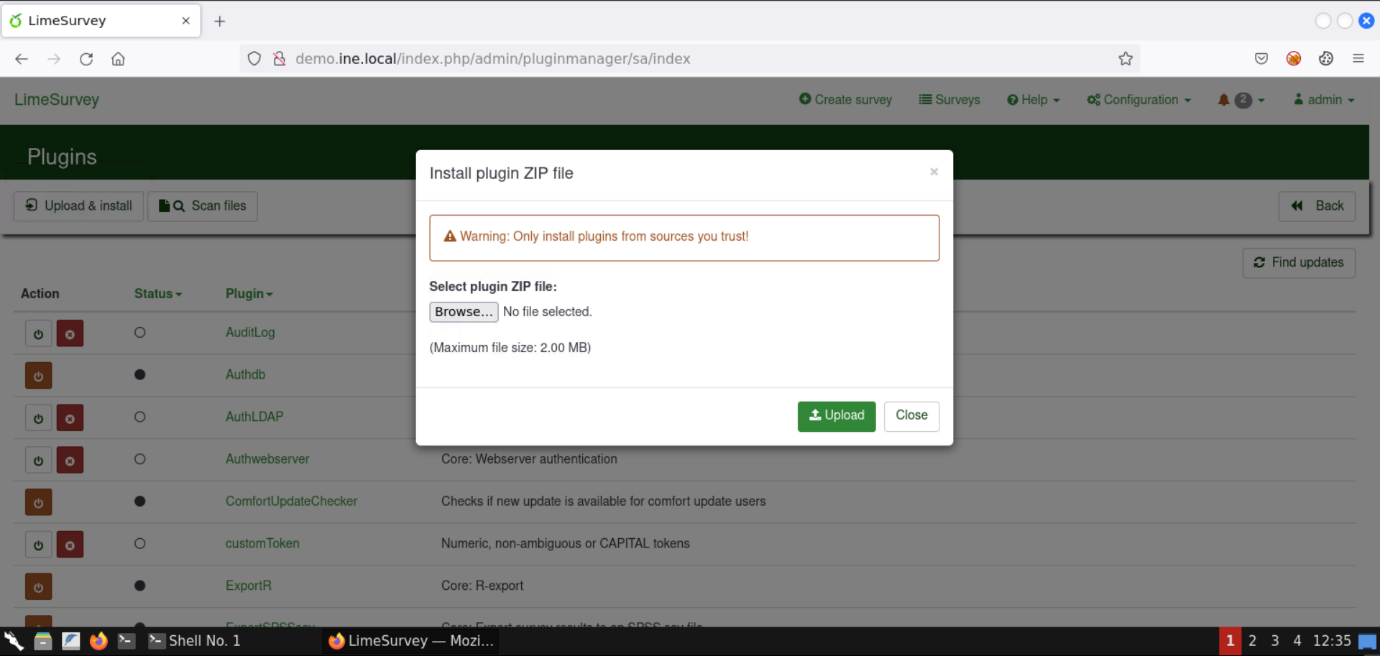 LimeSurvey
demo.ine.local/index.php/admin/pluginmanager/sa/index
LimeSurvey
Create survey
Surveys
Help
Configuration
2
admin
Plugins
Upload & install
Scan files
Back
Find updates
Install plugin ZIP file
Warning: Only install plugins from sources you trust!
Select plugin ZIP file:
Browse... No file selected.
(Maximum file size: 2.00 MB)
Upload
Close
Action Status Plugin
AuditLog
Authdb
AuthLDAP
Authwebserver Core: Webserver authentication
ComfortUpdateChecker Checks if new update is available for comfort update users
customToken Numeric, non-ambiguous or CAPITAL tokens
ExportR Core: R-export
Shell No. 1
LimeSurvey — Mozi...
1 2 3 4 12:35